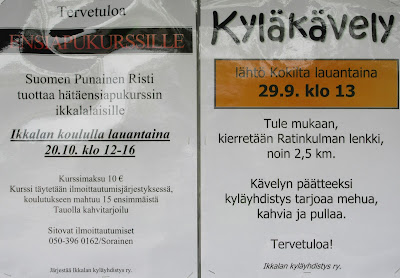 Tervetuloa
ENSIAPUKURSSILLE
Suomen Punainen Risti
tuottaa hätäensiapukurssin
ikkalalaisille
Ikkalan koululla lauantaina
20.10. klo 12-16
Kurssimaksu 10 €
Kurssi täytetään ilmoittautumisjärjestyksessä,
koulutukseen mahtuu 15 ensimmäistä
Tauolla kahvitarjoilu
Sitovat ilmoittautumiset
050-396 0162/Sorainen
Järjestää Ikkalan kyläyhdistys ry.
Kyläkävely
lähtö Kokilta lauantaina
29.9. klo 13
Tule mukaan,
kierretään Ratinkulman lenkki,
noin 2,5 km.
Kävelyn päätteeksi
kyläyhdistys tarjoaa mehua,
kahvia ja pullaa.
Tervetuloa!
Ikkalan kyläyhdistys ry.